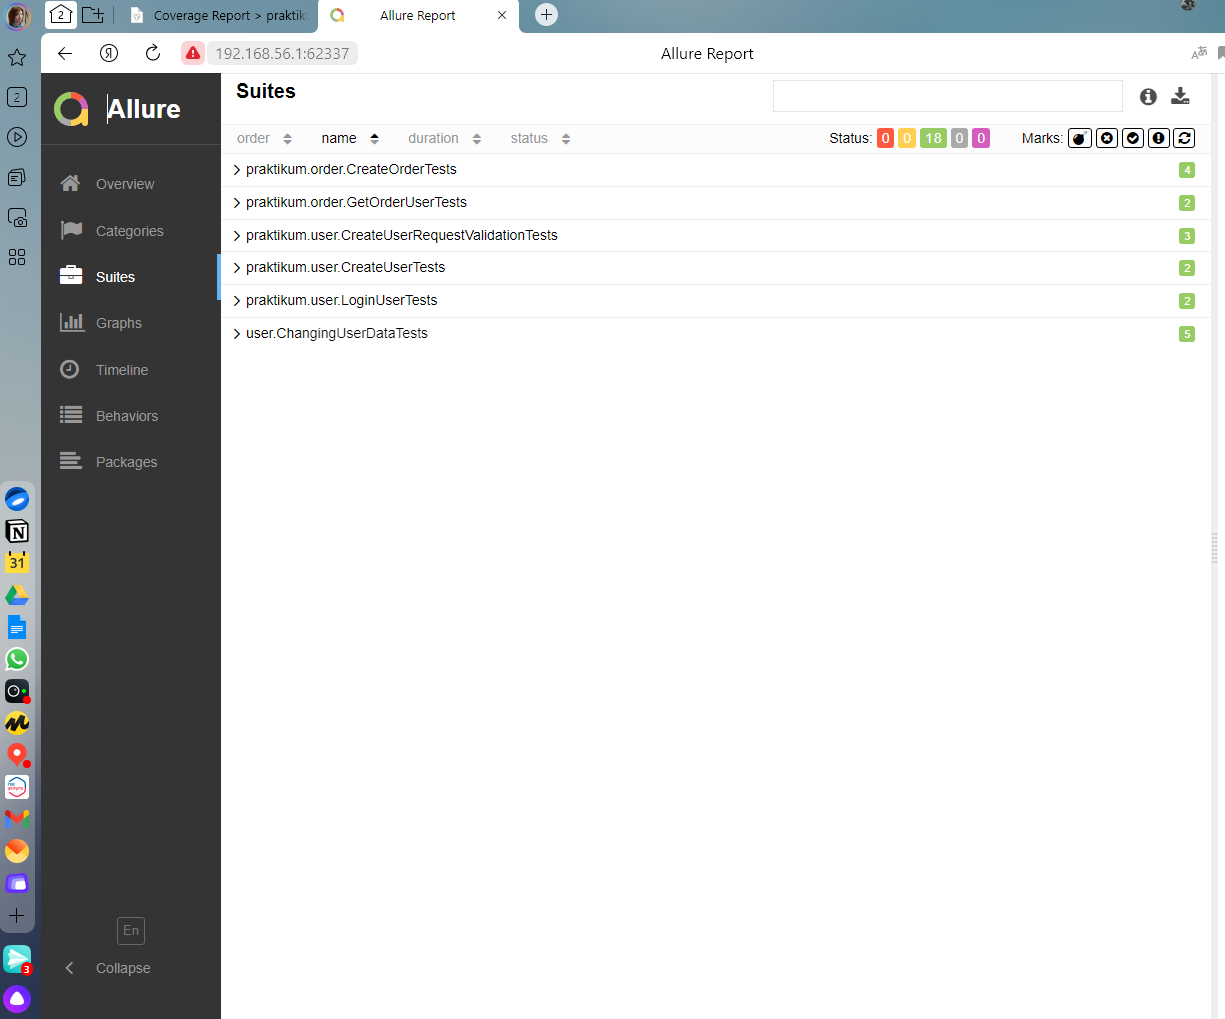 2
Coverage Report > praktik
Allure Report
192.168.56.1:62337
Allure Report
2
Allure
Suites
order
name
duration
status
Status:
0
0
18
0
0
Marks:
Overview
Categories
Suites
Graphs
Timeline
Behaviors
Packages
praktikum.order.CreateOrderTests
4
praktikum.order.GetOrderUserTests
2
praktikum.user.CreateUserRequestValidationTests
3
praktikum.user.CreateUserTests
2
praktikum.user.LoginUserTests
2
user.ChangingUserDataTests
5
31
En
Collapse
3